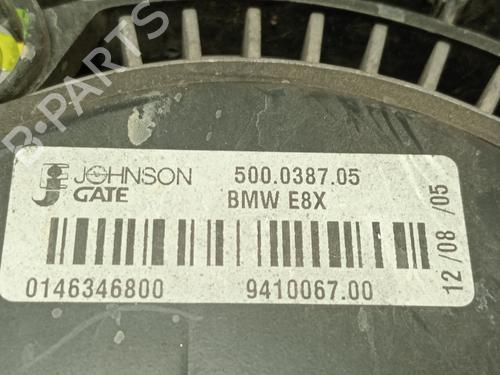 B-PARTS
JOHNSON 500.0387.05
GATE BMW E8X
0146346800 9410067.00
12/08/05